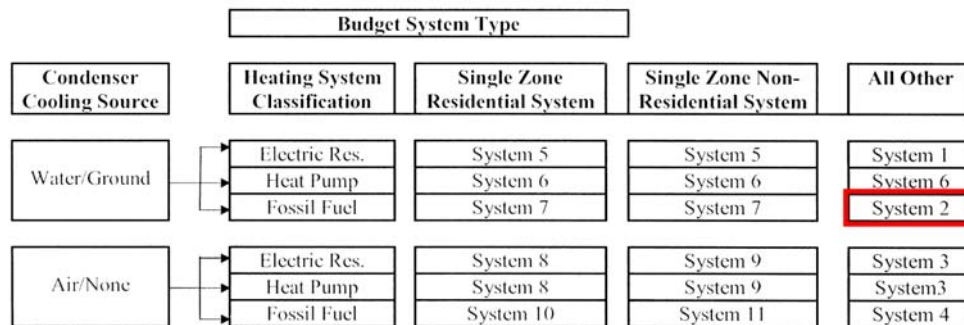 Budget System Type
Condenser Cooling Source
Heating System Classification
Single Zone Residential System
Single Zone Non-Residential System
All Other
Water/Ground
Electric Res. System 5 System 5 System 1
Heat Pump System 6 System 6 System 6
Fossil Fuel System 7 System 7 System 2
Air/None
Electric Res. System 8 System 9 System 3
Heat Pump System 8 System 9 System3
Fossil Fuel System 10 System 11 System 4